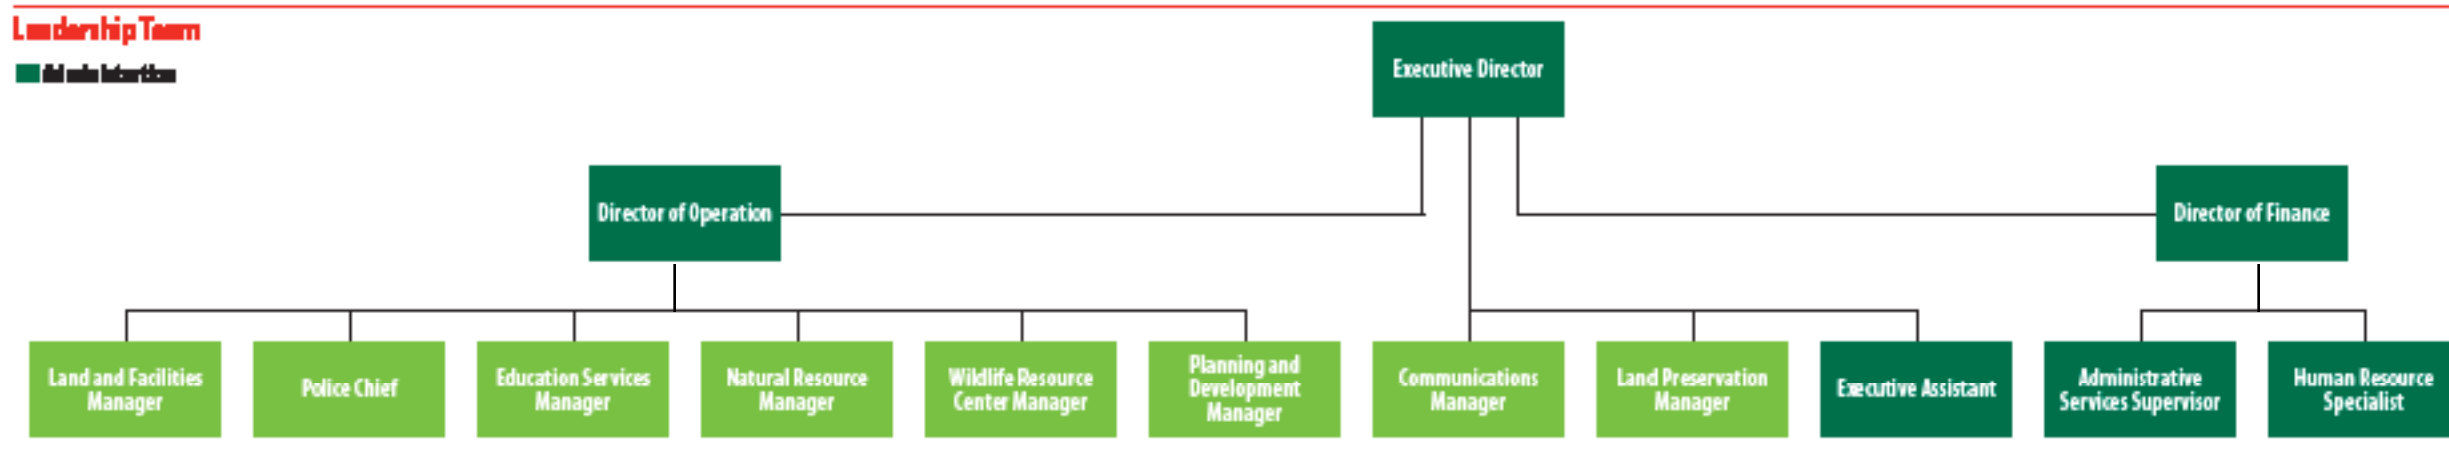 Leadership Team
Administration
Executive Director
Director of Operation
Director of Finance
Land and Facilities
Manager
Police Chief
Education Services
Manager
Natural Resource
Manager
Wildlife Resource
Center Manager
Planning and
Development
Manager
Communications
Manager
Land Preservation
Manager
Executive Assistant
Administrative
Services Supervisor
Human Resource
Specialist